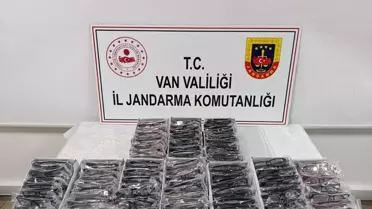 T.C.
VAN VALİLİĞİ
İL JANDARMA KOMUTANLIĞI